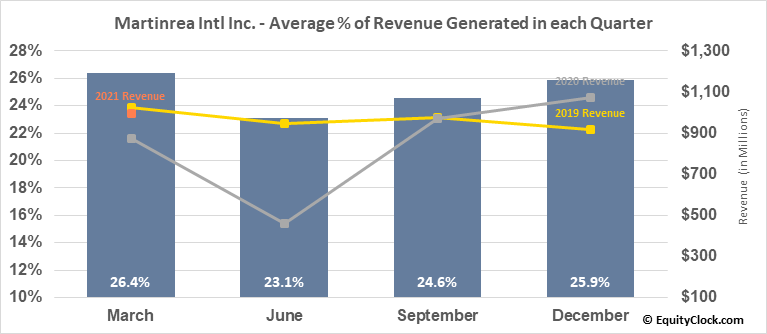 Martinrea Intl Inc. - Average % of Revenue Generated in each Quarter
28%
26%
24%
22%
20%
18%
16%
14%
12%
10%
$1,300
$1,100
$900
$700
$500
$300
$100
Revenue (in Millions)
2021 Revenue
2020 Revenue
2019 Revenue
26.4%
23.1%
24.6%
25.9%
March
June
September
December
© EquityClock.com